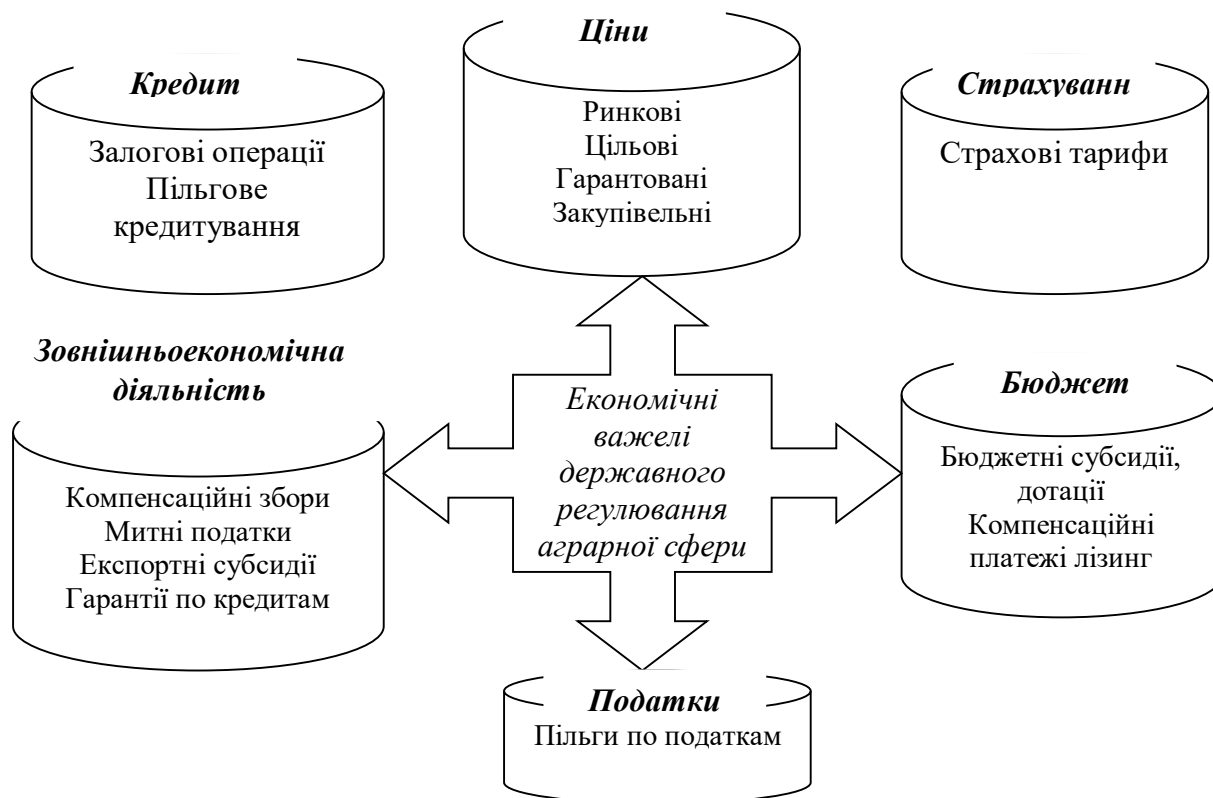 Ціни
Ринкові
Цільові
Гарантовані
Закупівельні
Кредит
Залогові операції
Пільгове
кредитування
Страхуванн
Страхові тарифи
Зовнішньоекономічна
діяльність
Компенсаційні збори
Митні податки
Експортні субсидії
Гарантії по кредитам
Економічні
важелі
державного
регулювання
аграрної сфери
Бюджет
Бюджетні субсидії,
дотації
Компенсаційні
платежі лізинг
Податки
Пільги по податкам